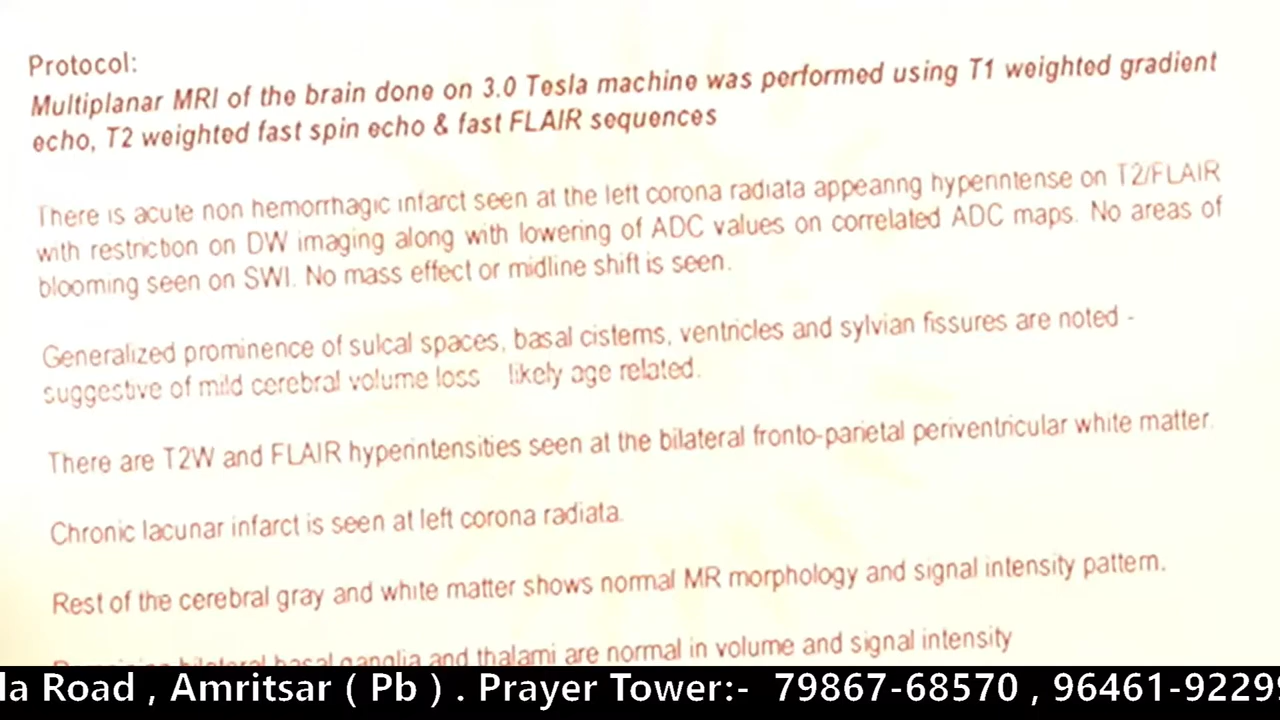 Protocol:
Multiplanar MRI of the brain done on 3.0 Tesla machine was performed using T1 weighted gradient
echo, T2 weighted fast spin echo & fast FLAIR sequences
There is acute non hemorrhagic infarct seen at the left corona radiata appearing hyperintense on T2/FLAIR
with restriction on DW imaging along with lowering of ADC values on correlated ADC maps. No areas of
blooming seen on SWI. No mass effect or midline shift is seen.
Generalized prominence of sulcal spaces, basal cisterns, ventricles and sylvian fissures are noted -
suggestive of mild cerebral volume loss likely age related.
There are T2W and FLAIR hyperintensities seen at the bilateral fronto-parietal periventricular white matter.
Chronic lacunar infarct is seen at left corona radiata.
Rest of the cerebral gray and white matter shows normal MR morphology and signal intensity pattern.
bilateral basal ganglia and thalami are normal in volume and signal intensity
la Road , Amritsar ( Pb ) . Prayer Tower:- 79867-68570 , 96461-9229